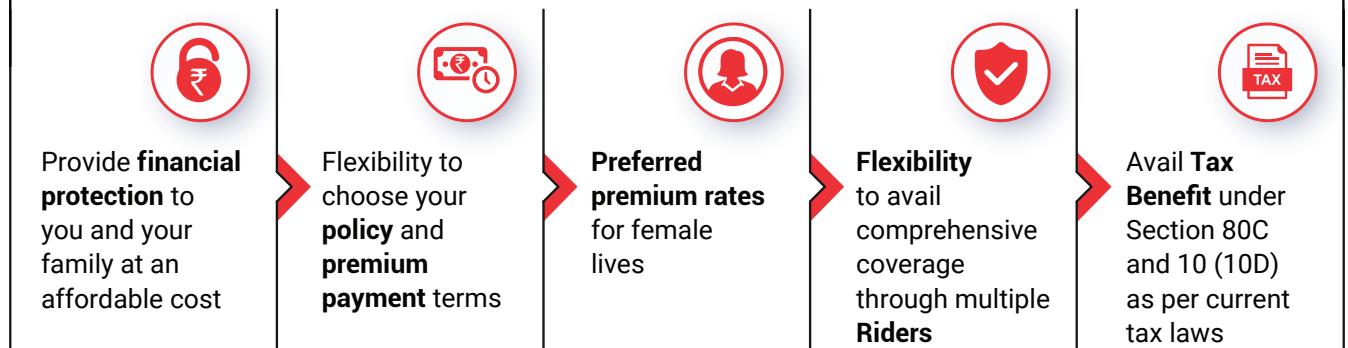 ₹
Provide financial
protection to
you and your
family at an
affordable cost
₹
Flexibility to
choose your
policy and
premium
payment terms
Preferred
premium rates
for female
lives
Flexibility
to avail
comprehensive
coverage
through multiple
Riders
TAX
Avail Tax
Benefit under
Section 80C
and 10 (10D)
as per current
tax laws